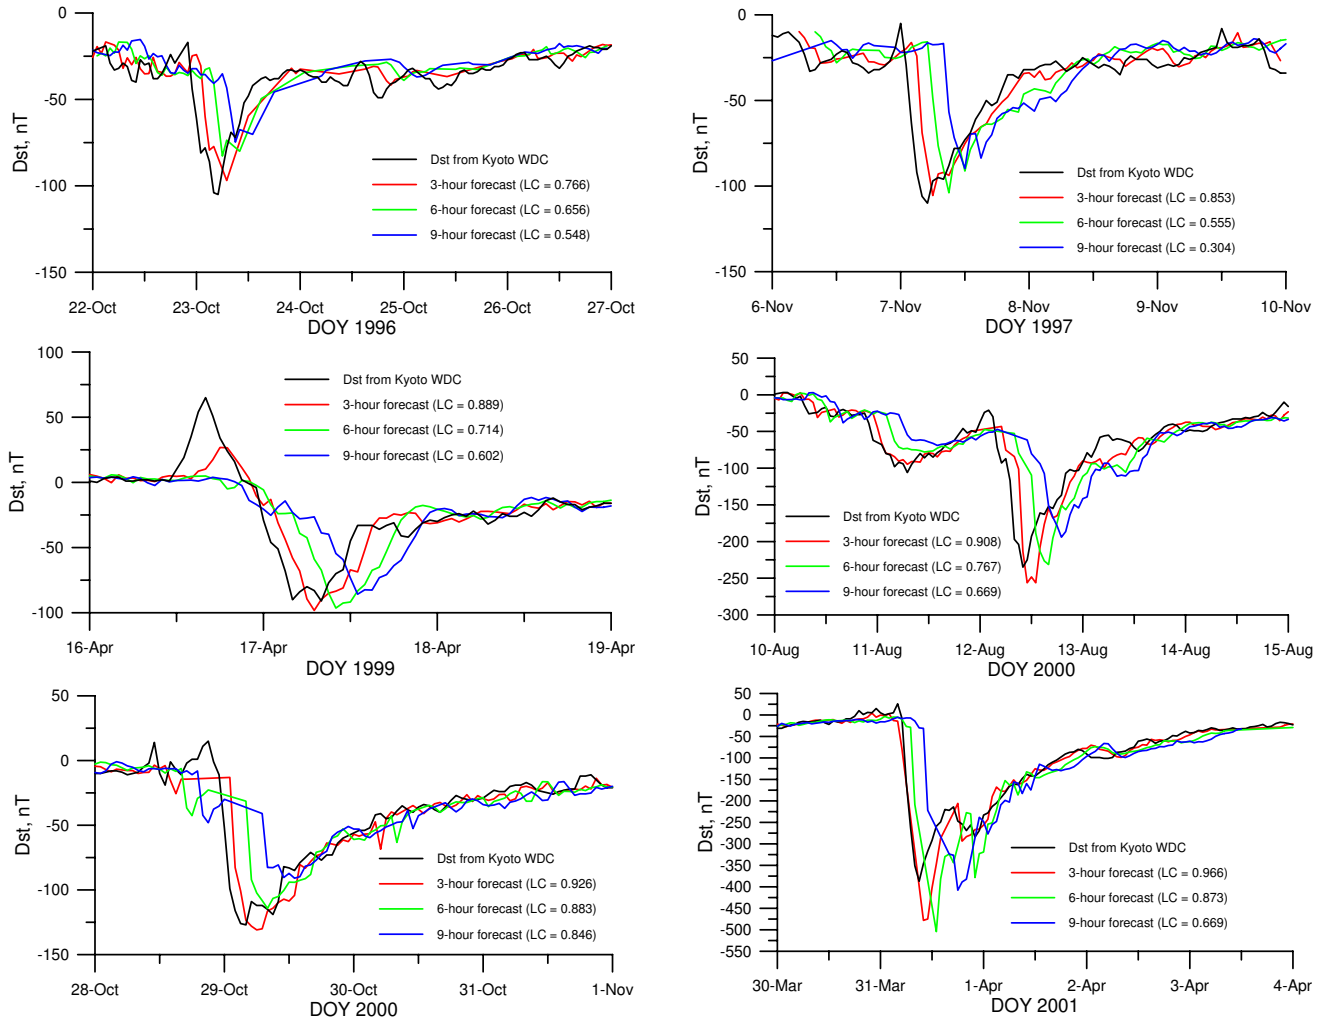 0
-50
-100
-150
Dst, nT
Dst from Kyoto WDC
3-hour forecast (LC = 0.766)
6-hour forecast (LC = 0.656)
9-hour forecast (LC = 0.548)
22-Oct 23-Oct 24-Oct 25-Oct 26-Oct 27-Oct
DOY 1996
0
-50
-100
-150
Dst, nT
Dst from Kyoto WDC
3-hour forecast (LC = 0.853)
6-hour forecast (LC = 0.555)
9-hour forecast (LC = 0.304)
6-Nov 7-Nov 8-Nov 9-Nov 10-Nov
DOY 1997
100
50
0
-50
-100
Dst, nT
Dst from Kyoto WDC
3-hour forecast (LC = 0.889)
6-hour forecast (LC = 0.714)
9-hour forecast (LC = 0.602)
16-Apr 17-Apr 18-Apr 19-Apr
DOY 1999
50
0
-50
-100
-150
-200
-250
-300
Dst, nT
Dst from Kyoto WDC
3-hour forecast (LC = 0.908)
6-hour forecast (LC = 0.767)
9-hour forecast (LC = 0.669)
10-Aug 11-Aug 12-Aug 13-Aug 14-Aug 15-Aug
DOY 2000
50
0
-50
-100
-150
Dst, nT
Dst from Kyoto WDC
3-hour forecast (LC = 0.926)
6-hour forecast (LC = 0.883)
9-hour forecast (LC = 0.846)
28-Oct 29-Oct 30-Oct 31-Oct 1-Nov
DOY 2000
50
0
-50
-100
-150
-200
-250
-300
-350
-400
-450
-500
-550
Dst, nT
Dst from Kyoto WDC
3-hour forecast (LC = 0.966)
6-hour forecast (LC = 0.873)
9-hour forecast (LC = 0.669)
30-Mar 31-Mar 1-Apr 2-Apr 3-Apr 4-Apr
DOY 2001